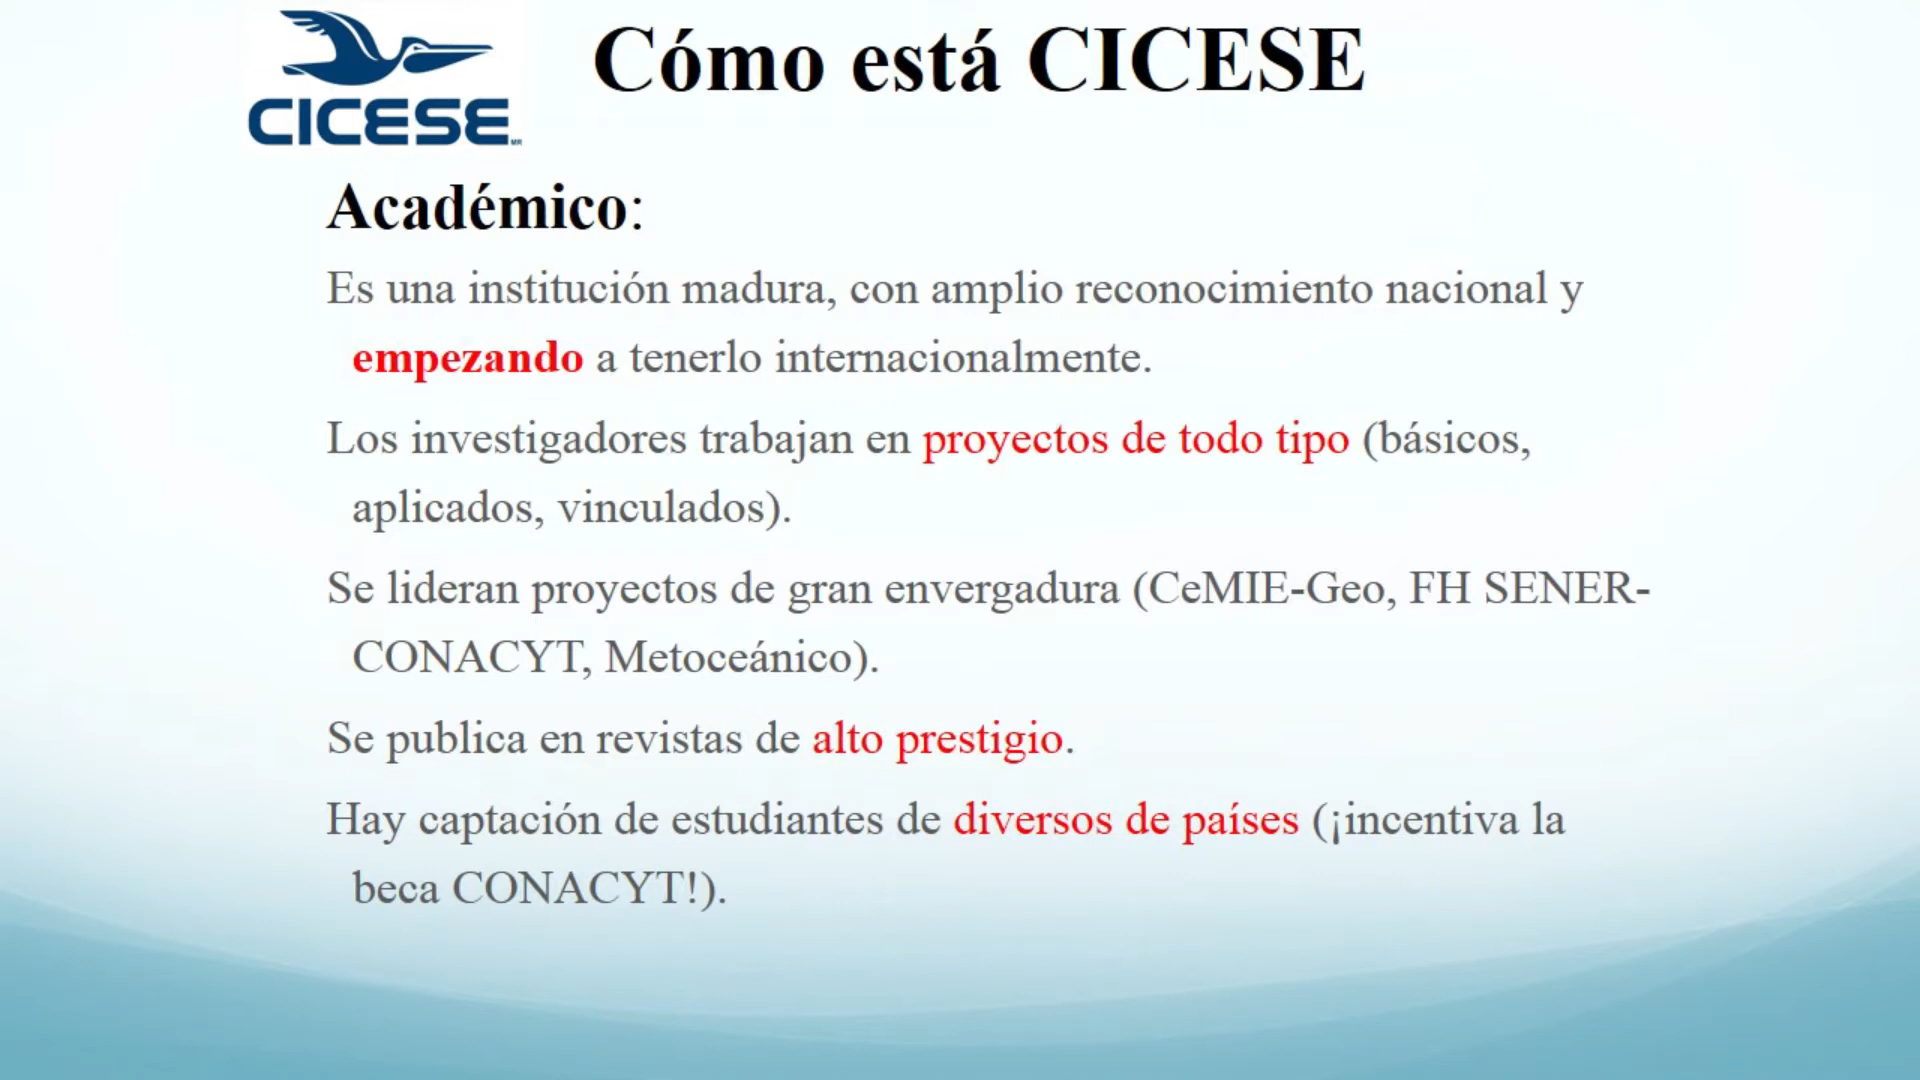 CICESE MR
Cómo está CICESE
Académico:
Es una institución madura, con amplio reconocimiento nacional y
empezando a tenerlo internacionalmente.
Los investigadores trabajan en proyectos de todo tipo (básicos,
aplicados, vinculados).
Se lideran proyectos de gran envergadura (CeMIE-Geo, FH SENER-
CONACYT, Metoceánico).
Se publica en revistas de alto prestigio.
Hay captación de estudiantes de diversos de países (¡incentiva la
beca CONACYT!).